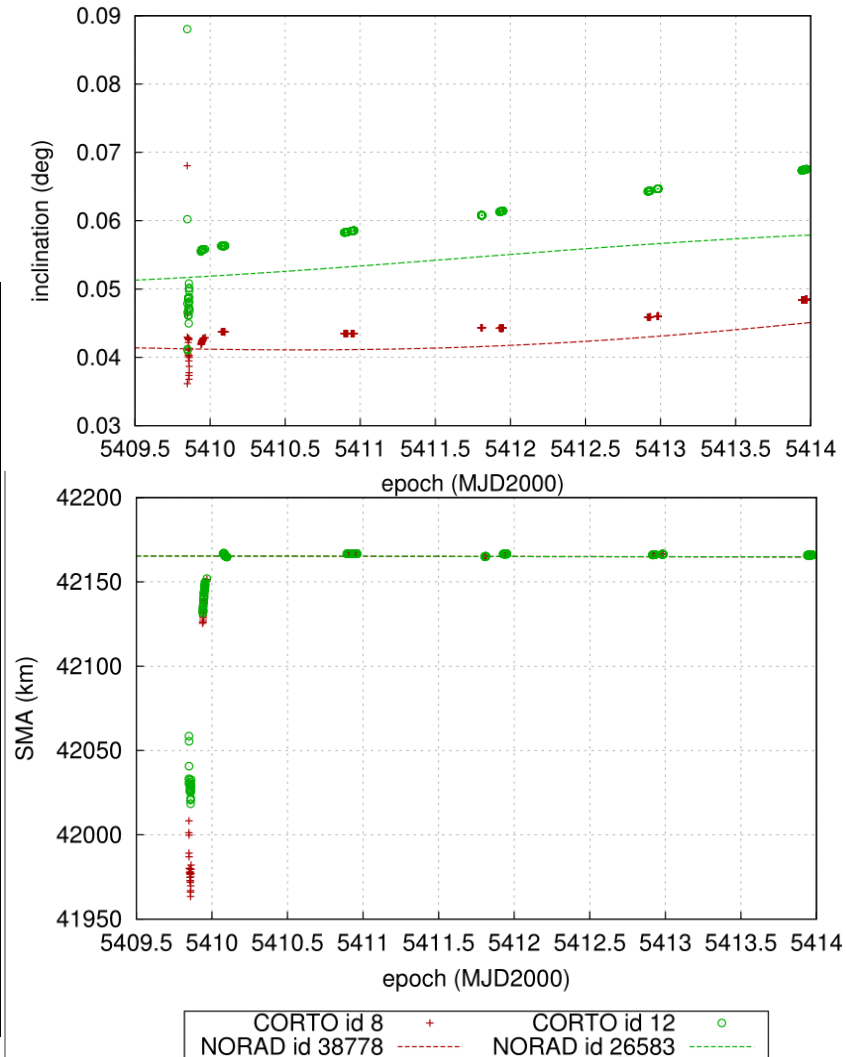 0.09
0.08
0.07
0.06
0.05
0.04
0.03
inclination (deg)
5409.5 5410 5410.5 5411 5411.5 5412 5412.5 5413 5413.5 5414
epoch (MJD2000)
42200
42150
42100
42050
42000
41950
SMA (km)
5409.5 5410 5410.5 5411 5411.5 5412 5412.5 5413 5413.5 5414
epoch (MJD2000)
CORTO id 8 CORTO id 12
NORAD id 38778 NORAD id 26583